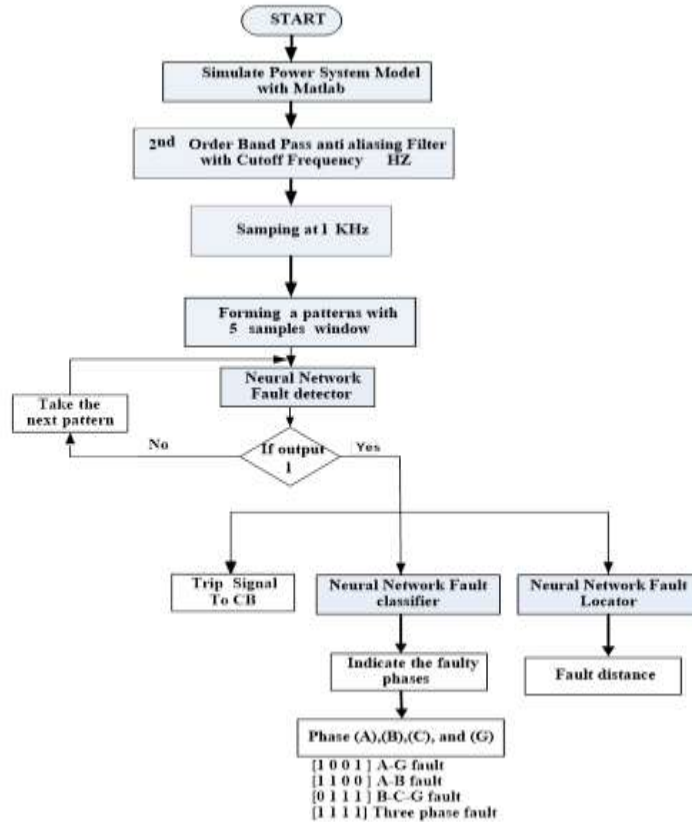 START
Simulate Power System Model
with Matlab
2nd Order Band Pass anti aliasing Filter
with Cutoff Frequency HZ
Samping at 1 KHz
Forming a patterns with
5 samples window
Neural Network
Fault detector
Take the
next pattern
No
If output
1
Yes
Trip Signal
To CB
Neural Network Fault
classifier
Neural Network Fault
Locator
Indicate the faulty
phases
Fault distance
Phase (A),(B),(C), and (G)
[1 0 0 1] A-G fault
[1 1 0 0] A-B fault
[0 1 1 1] B-C-G fault
[1 1 1 1] Three phase fault